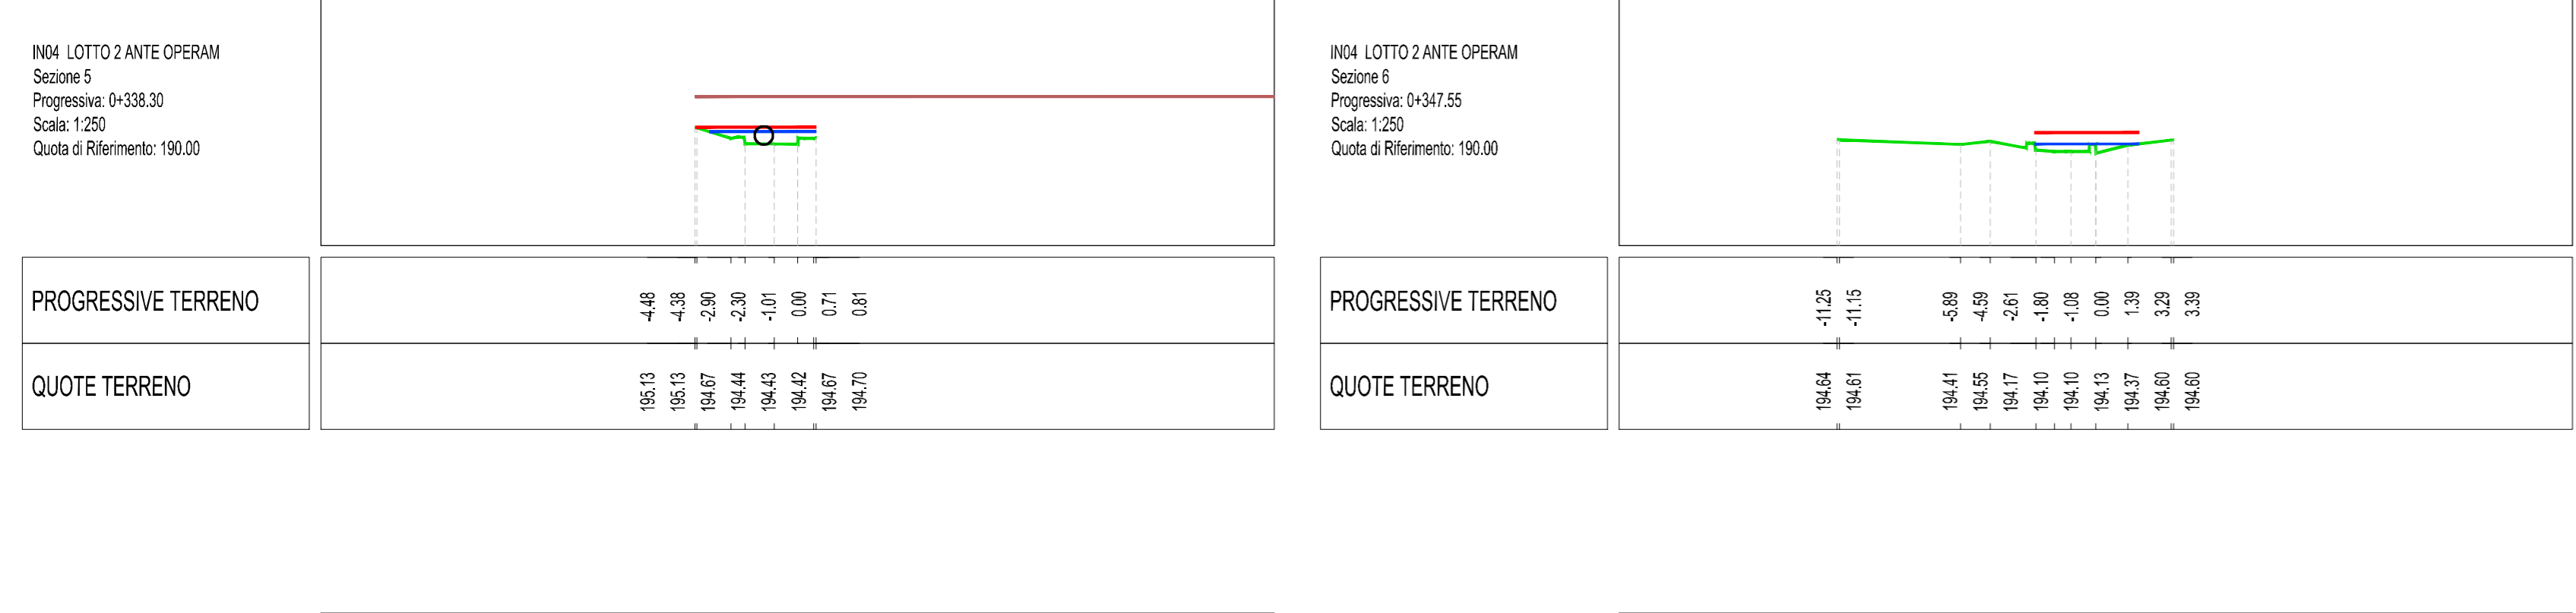 IN04 LOTTO 2 ANTE OPERAM
Sezione 5
Progressiva: 0+338.30
Scala: 1:250
Quota di Riferimento: 190.00
PROGRESSIVE TERRENO
-4.48 -4.38 -2.90 -2.30 -1.01 0.00 0.71 0.81
QUOTE TERRENO
195.13 195.13 194.67 194.44 194.43 194.42 194.67 194.70
IN04 LOTTO 2 ANTE OPERAM
Sezione 6
Progressiva: 0+347.55
Scala: 1:250
Quota di Riferimento: 190.00
PROGRESSIVE TERRENO
-11.25 -11.15 -5.89 -4.59 -2.61 -1.80 -1.08 0.00 1.39 3.29 3.39
QUOTE TERRENO
194.64 194.61 194.41 194.55 194.17 194.10 194.10 194.13 194.37 194.60 194.60